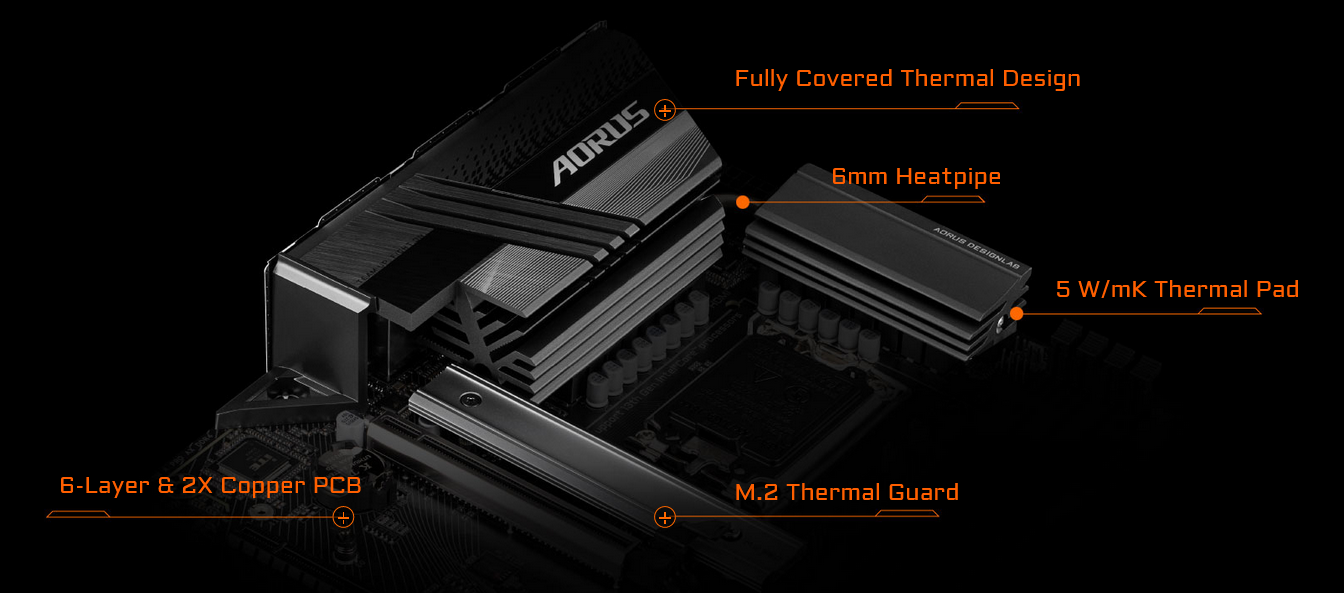 Fully Covered Thermal Design
AORUS
6mm Heatpipe
AORUS DESIGNLAB
5 W/mK Thermal Pad
6-Layer & 2X Copper PCB
M.2 Thermal Guard